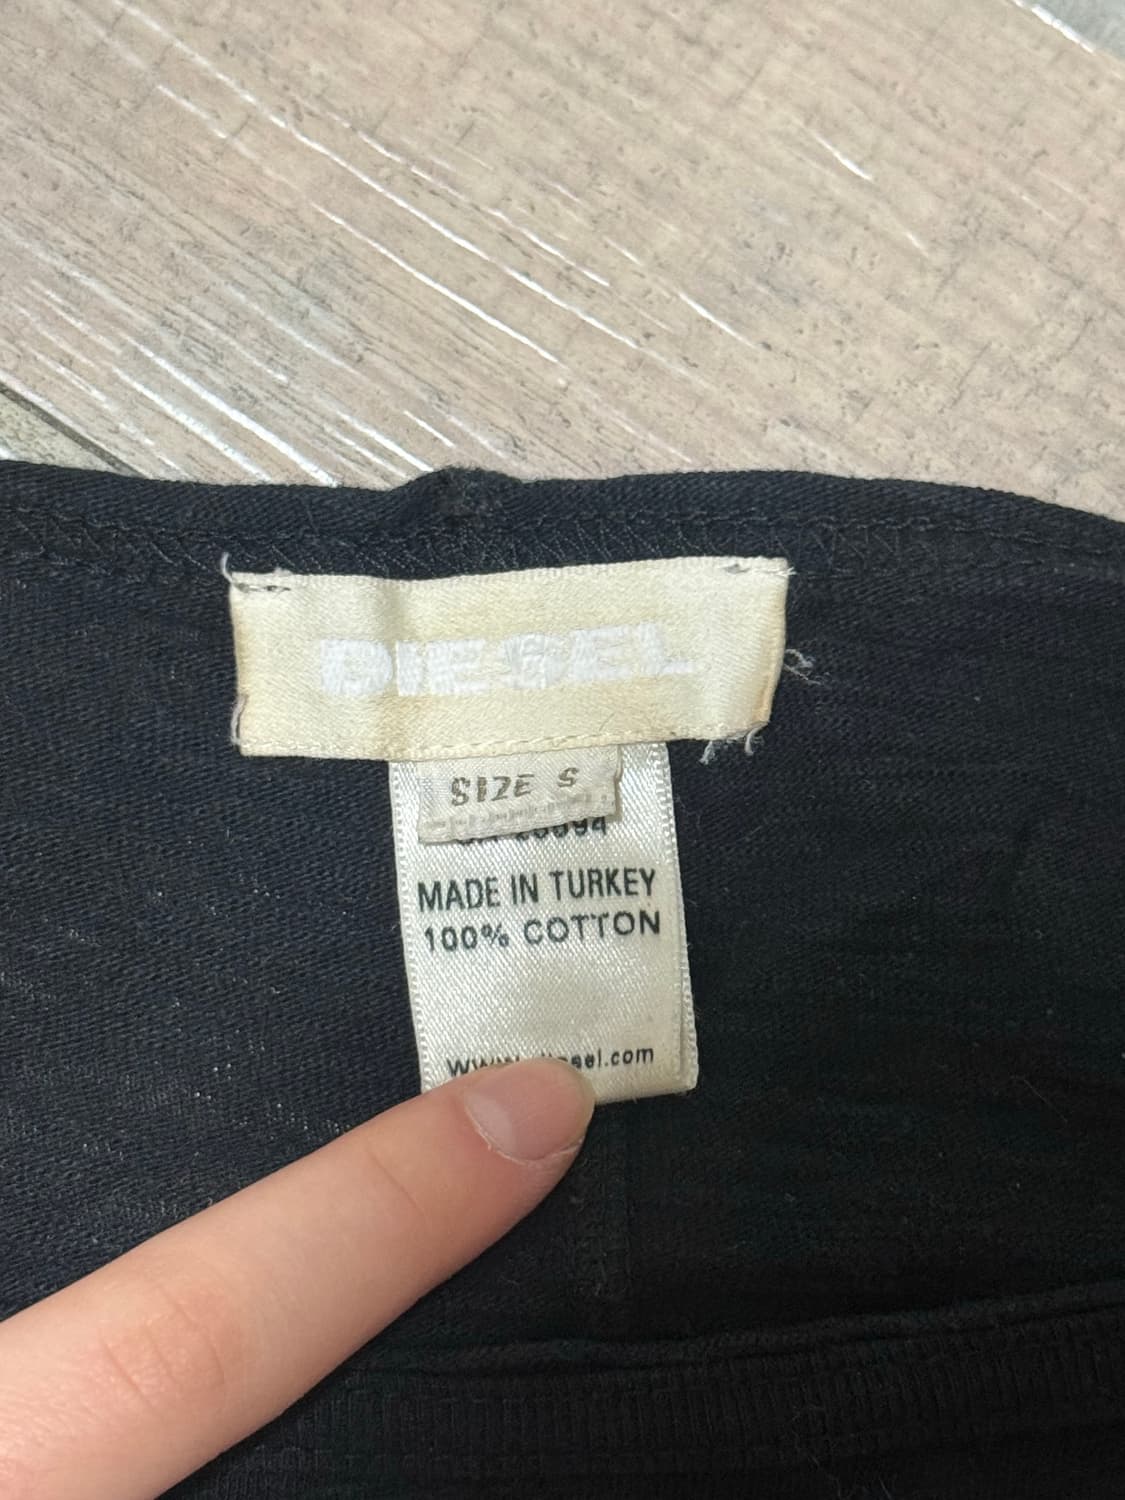 DIESEL
SIZE S
MADE IN TURKEY
100% COTTON